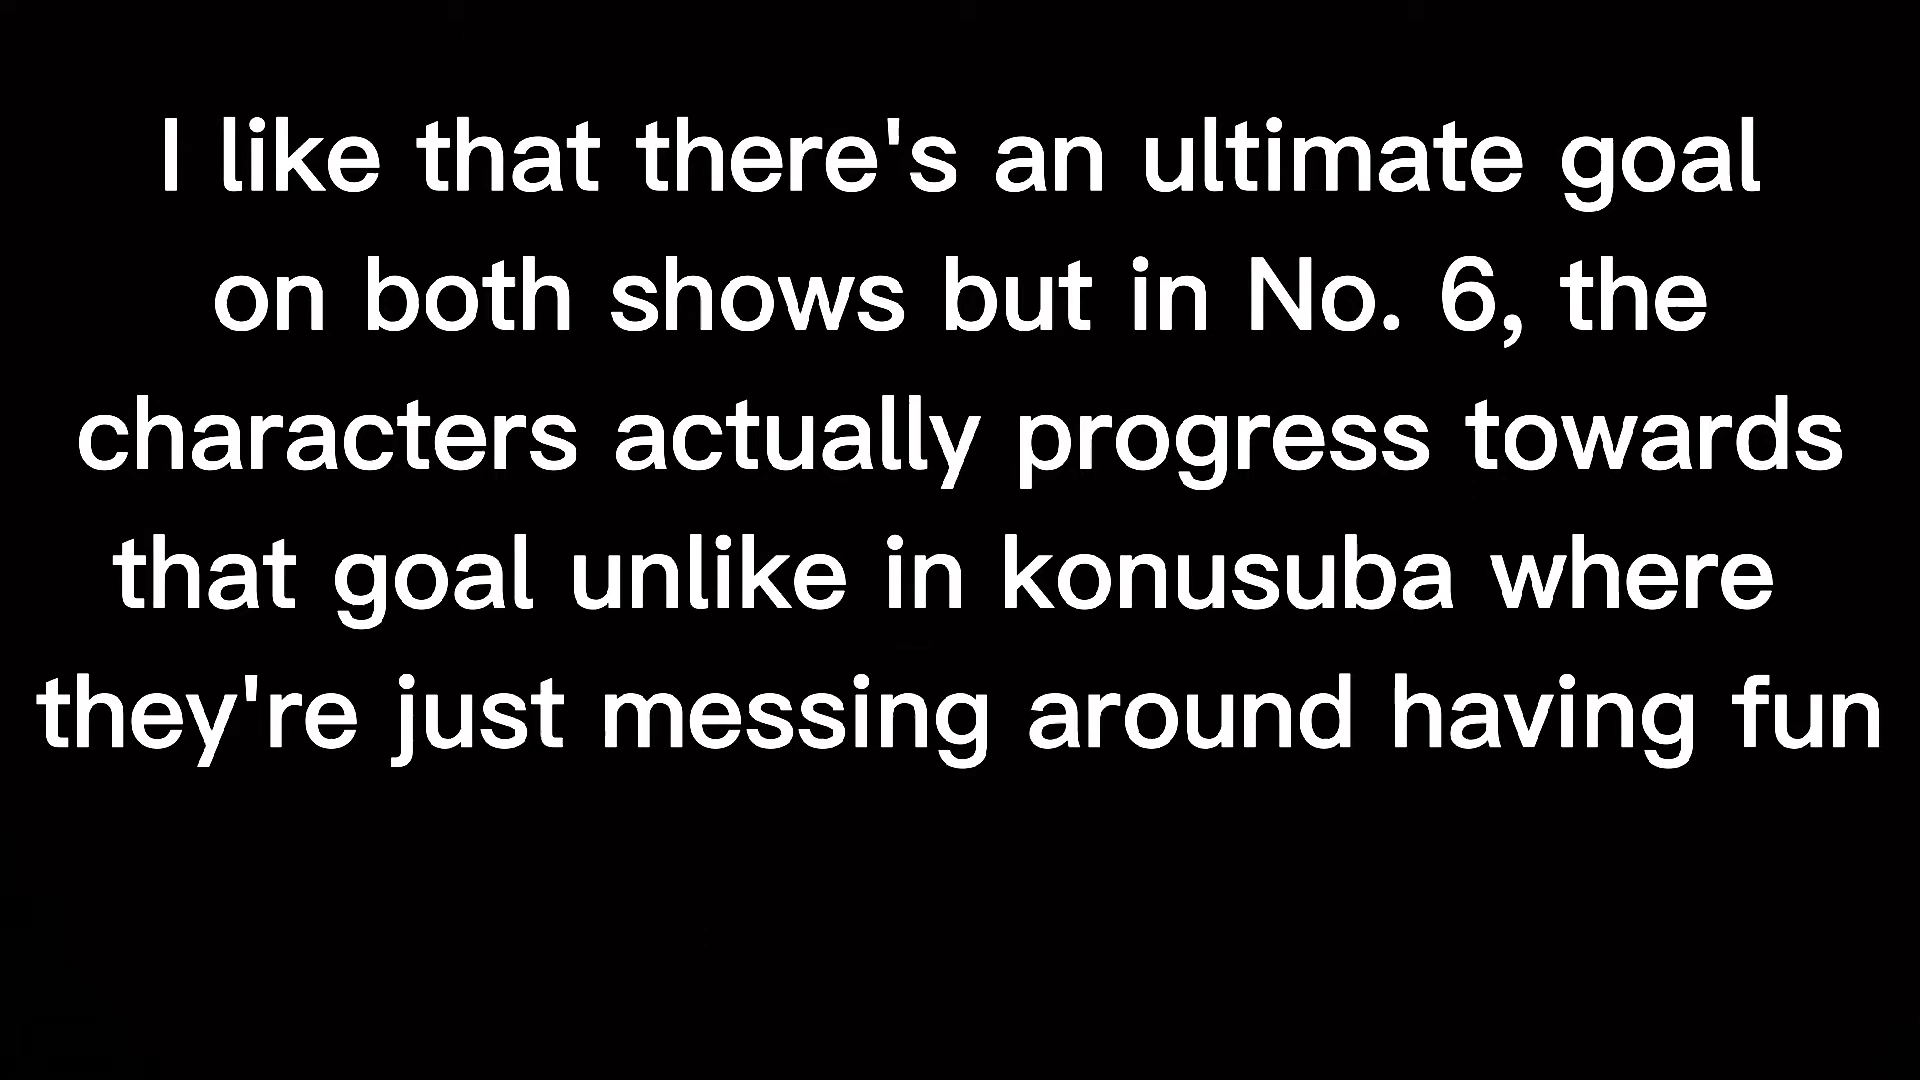 I like that there's an ultimate goal
on both shows but in No. 6, the
characters actually progress towards
that goal unlike in konusuba where
they're just messing around having fun